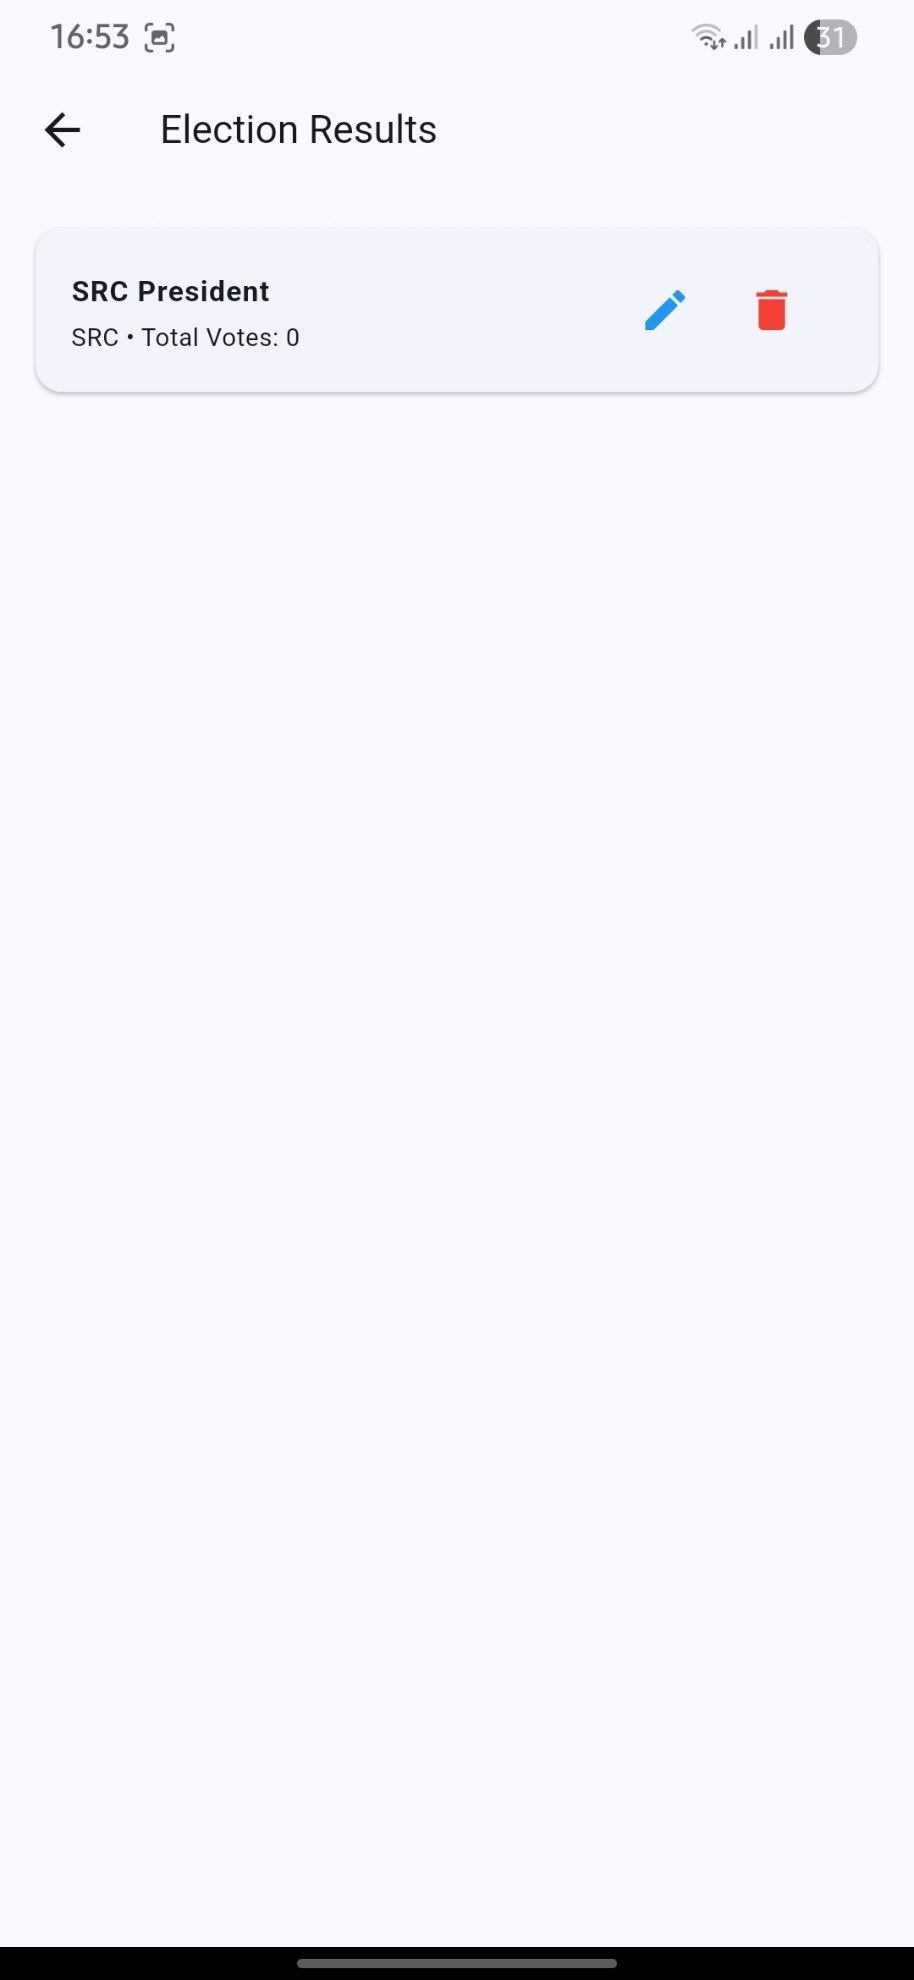 16:53
31
Election Results
SRC President
SRC • Total Votes: 0